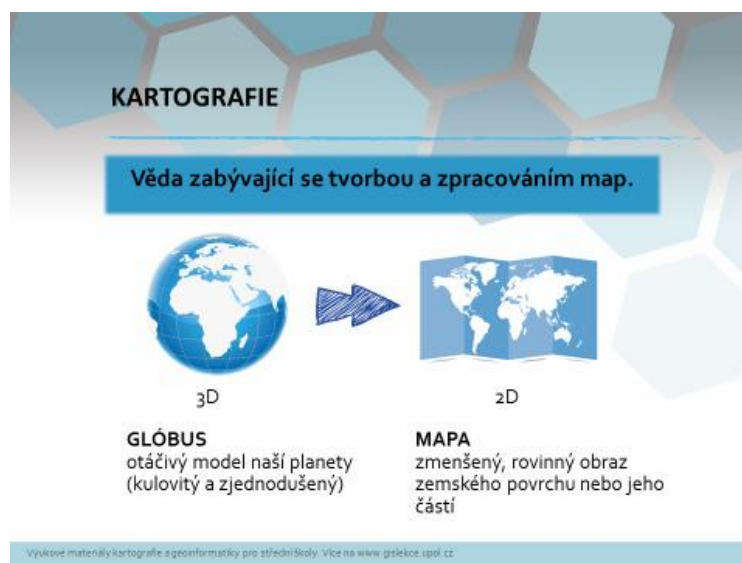 KARTOGRAFIE
Věda zabývající se tvorbou a zpracováním map.
3D
2D
GLÓBUS
otáčivý model naší planety
(kulovitý a zjednodušený)
MAPA
zmenšený, rovinný obraz
zemského povrchu nebo jeho
částí
Výukové materiály kartografie a geoinformatiky pro střední školy. Více na www.gislekce.upol.cz